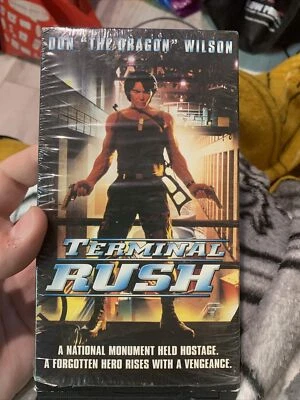 DON "THE DRAGON" WILSON
TERMINAL
RUSH
A NATIONAL MONUMENT HELD HOSTAGE.
A FORGOTTEN HERO RISES WITH A VENGEANCE.